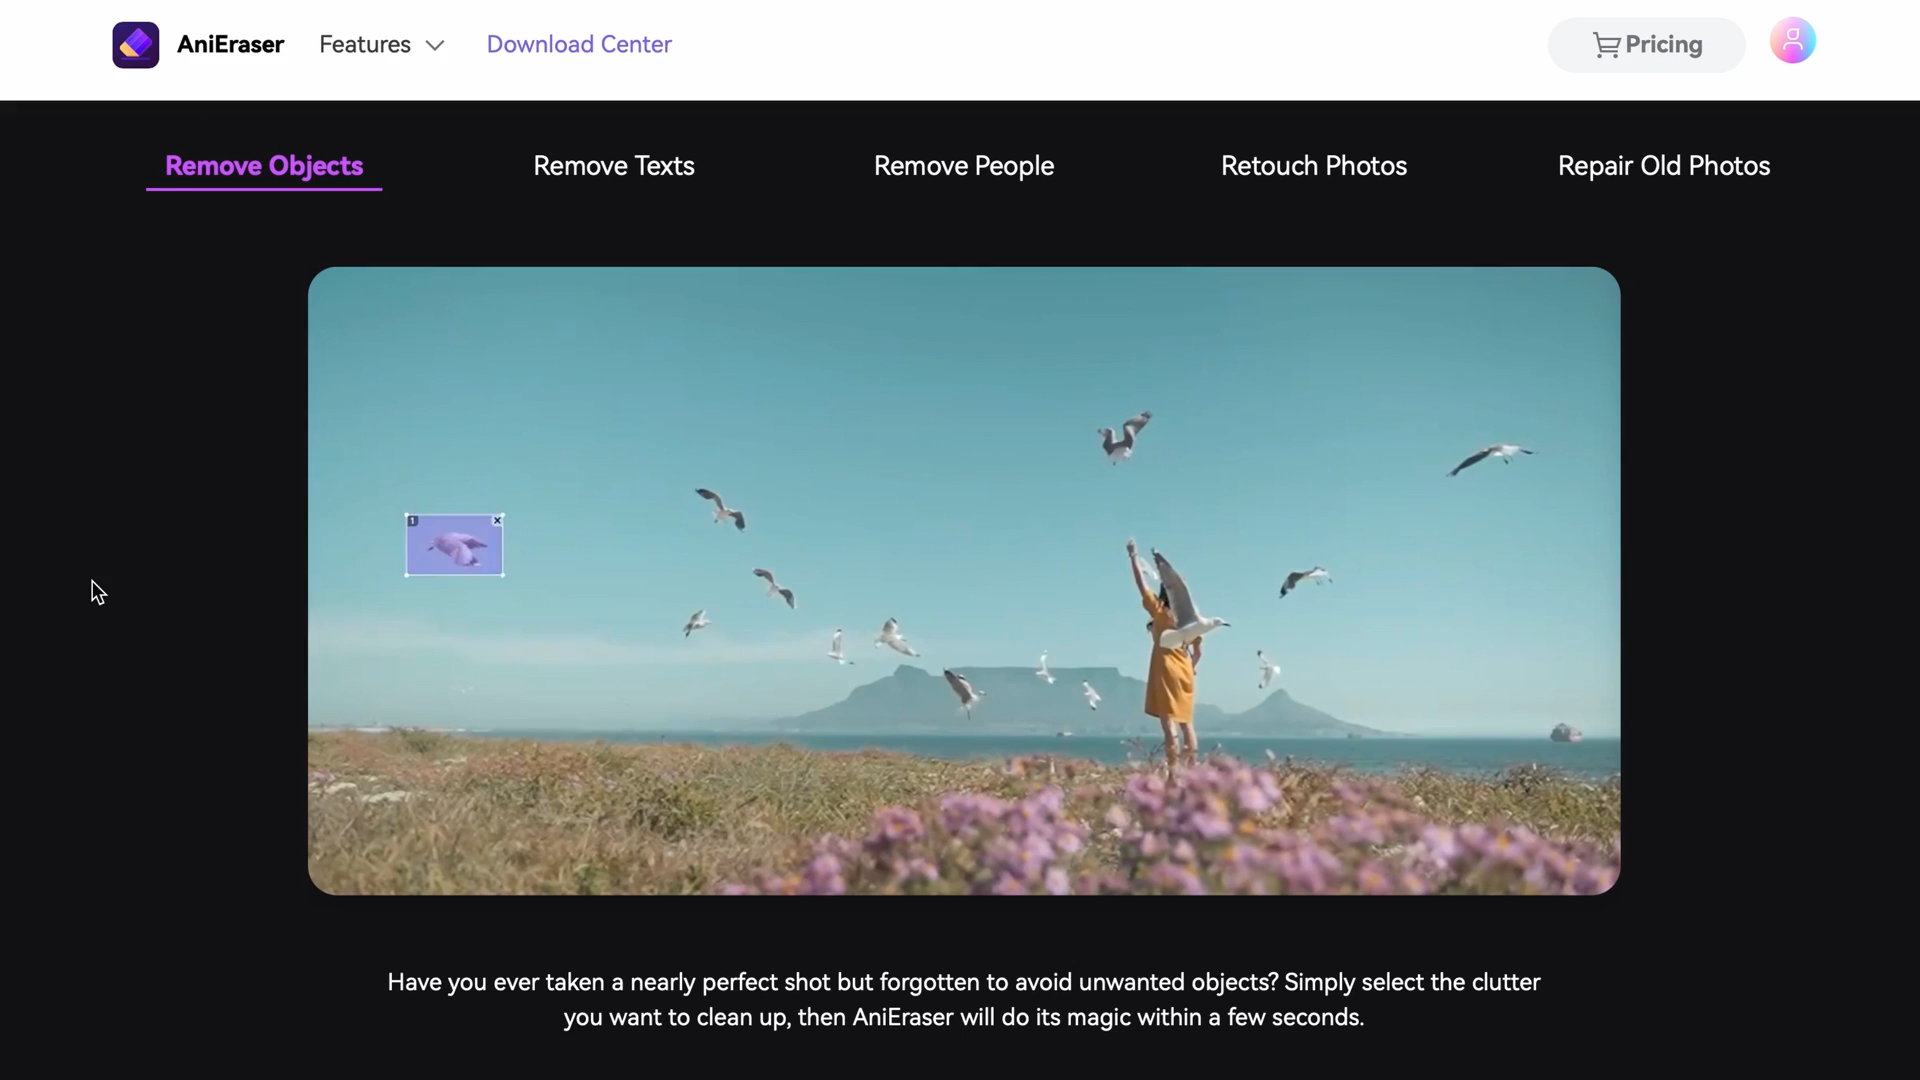 AniEraser
Features
Download Center
Pricing
Remove Objects
Remove Texts
Remove People
Retouch Photos
Repair Old Photos
1
Have you ever taken a nearly perfect shot but forgotten to avoid unwanted objects? Simply select the clutter
you want to clean up, then AniEraser will do its magic within a few seconds.